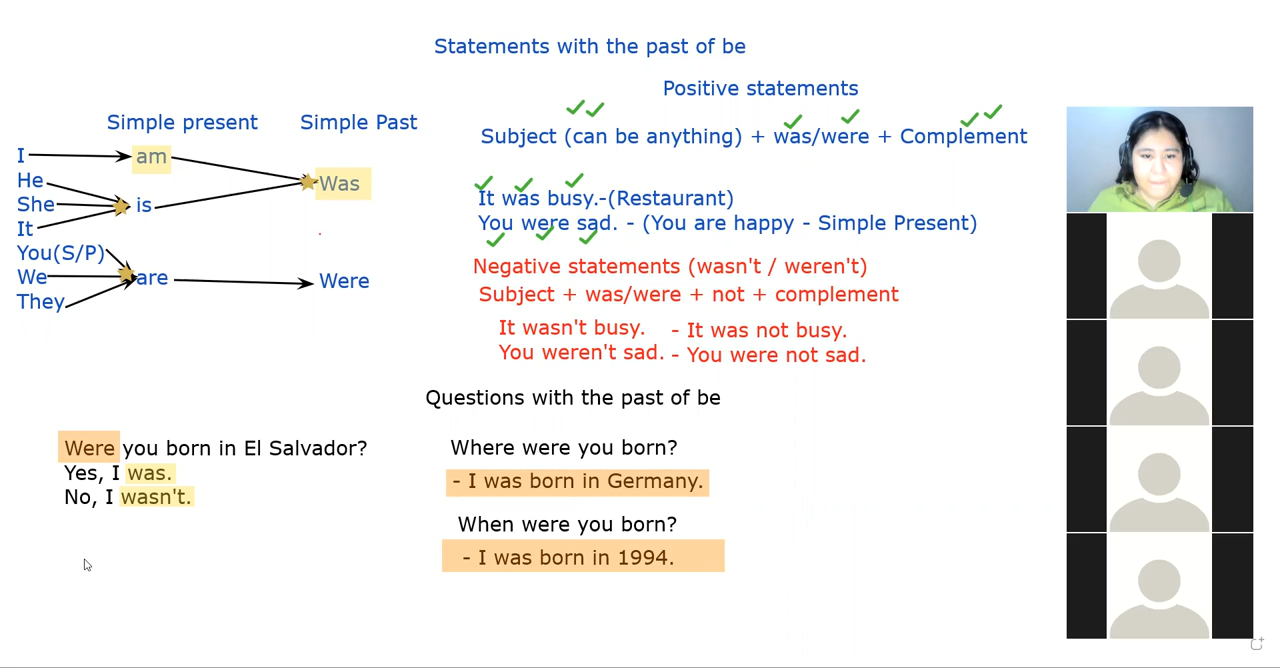 Statements with the past of be
Positive statements
Simple present
Simple Past
Subject (can be anything) + was/were + Complement
I
am
He
She
It
is
Was
You(S/P)
We
They
are
Were
It was busy.-(Restaurant)
You were sad. - (You are happy - Simple Present)
Negative statements (wasn't / weren't)
Subject + was/were + not + complement
It wasn't busy. - It was not busy.
You weren't sad. - You were not sad.
Questions with the past of be
Were you born in El Salvador?
Yes, I was.
No, I wasn't.
Where were you born?
- I was born in Germany.
When were you born?
- I was born in 1994.